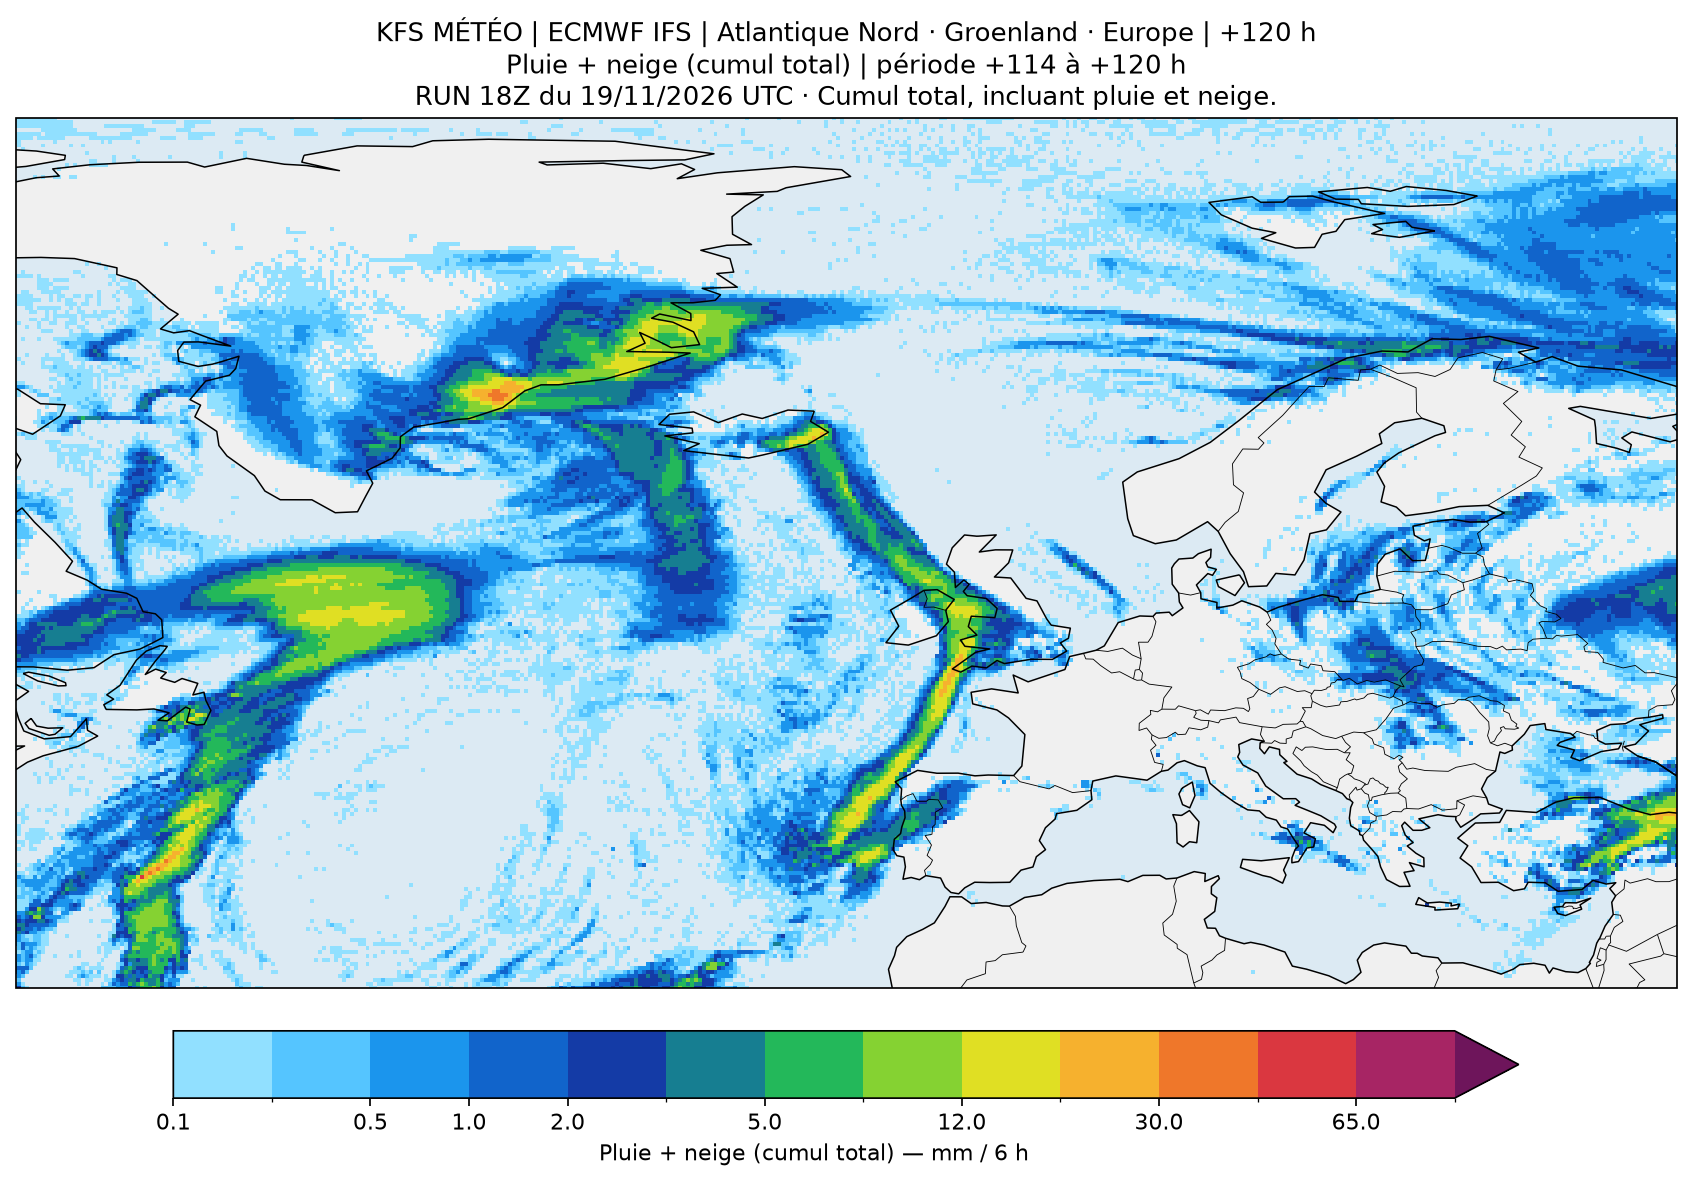 KFS MÉTÉO | ECMWF IFS | Atlantique Nord · Groenland · Europe | +120 h
Pluie + neige (cumul total) | période +114 à +120 h
RUN 18Z du 19/11/2026 UTC · Cumul total, incluant pluie et neige.
0.1 0.5 1.0 2.0 5.0 12.0 30.0 65.0
Pluie + neige (cumul total) — mm / 6 h